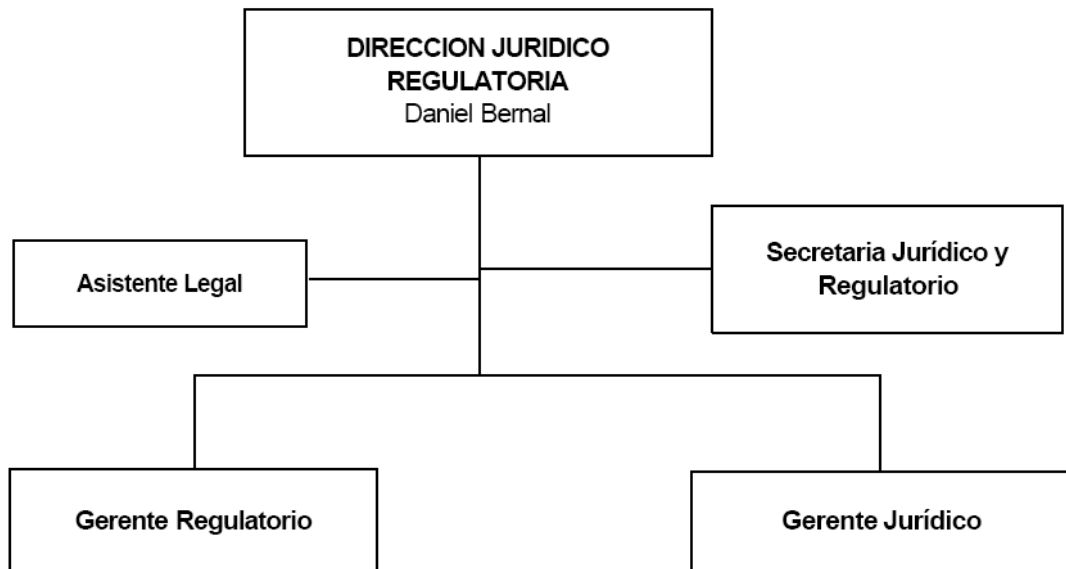 DIRECCION JURIDICO
REGULATORIA
Daniel Bernal
Asistente Legal
Secretaria Jurídico y
Regulatorio
Gerente Regulatorio
Gerente Jurídico